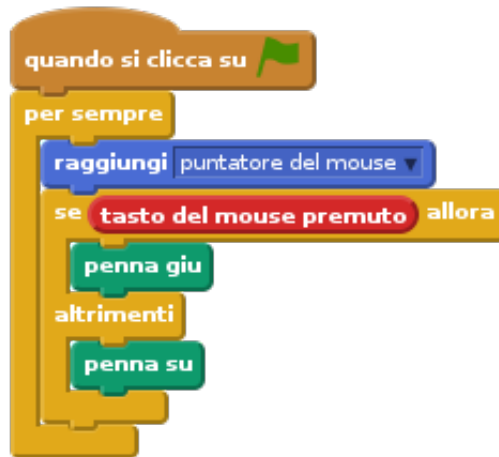 quando si clicca su
per sempre
raggiungi puntatore del mouse
se tasto del mouse premuto allora
penna giu
altrimenti
penna su